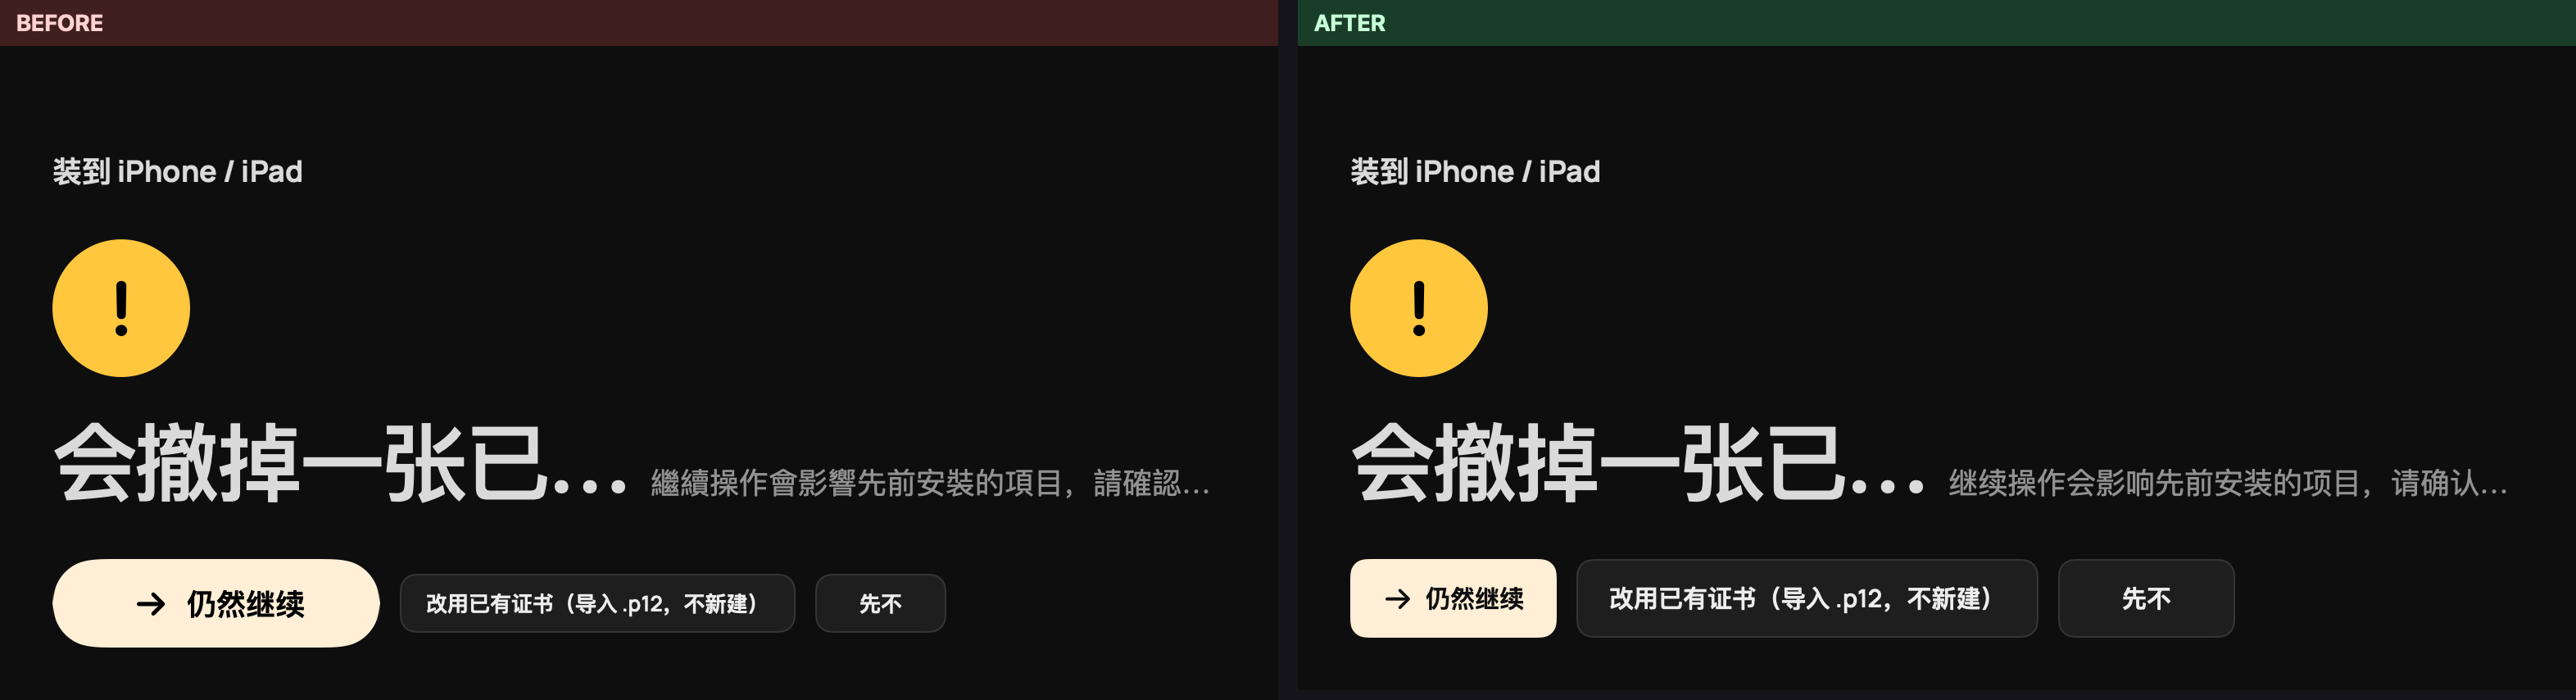 BEFORE
装到 iPhone / iPad
!
会撤掉一张已... 繼續操作會影響先前安裝的項目，請確認...
→ 仍然继续 改用已有证书（导入 .p12，不新建） 先不
AFTER
装到 iPhone / iPad
!
会撤掉一张已... 继续操作会影响先前安装的项目，请确认...
→ 仍然继续 改用已有证书（导入 .p12，不新建） 先不